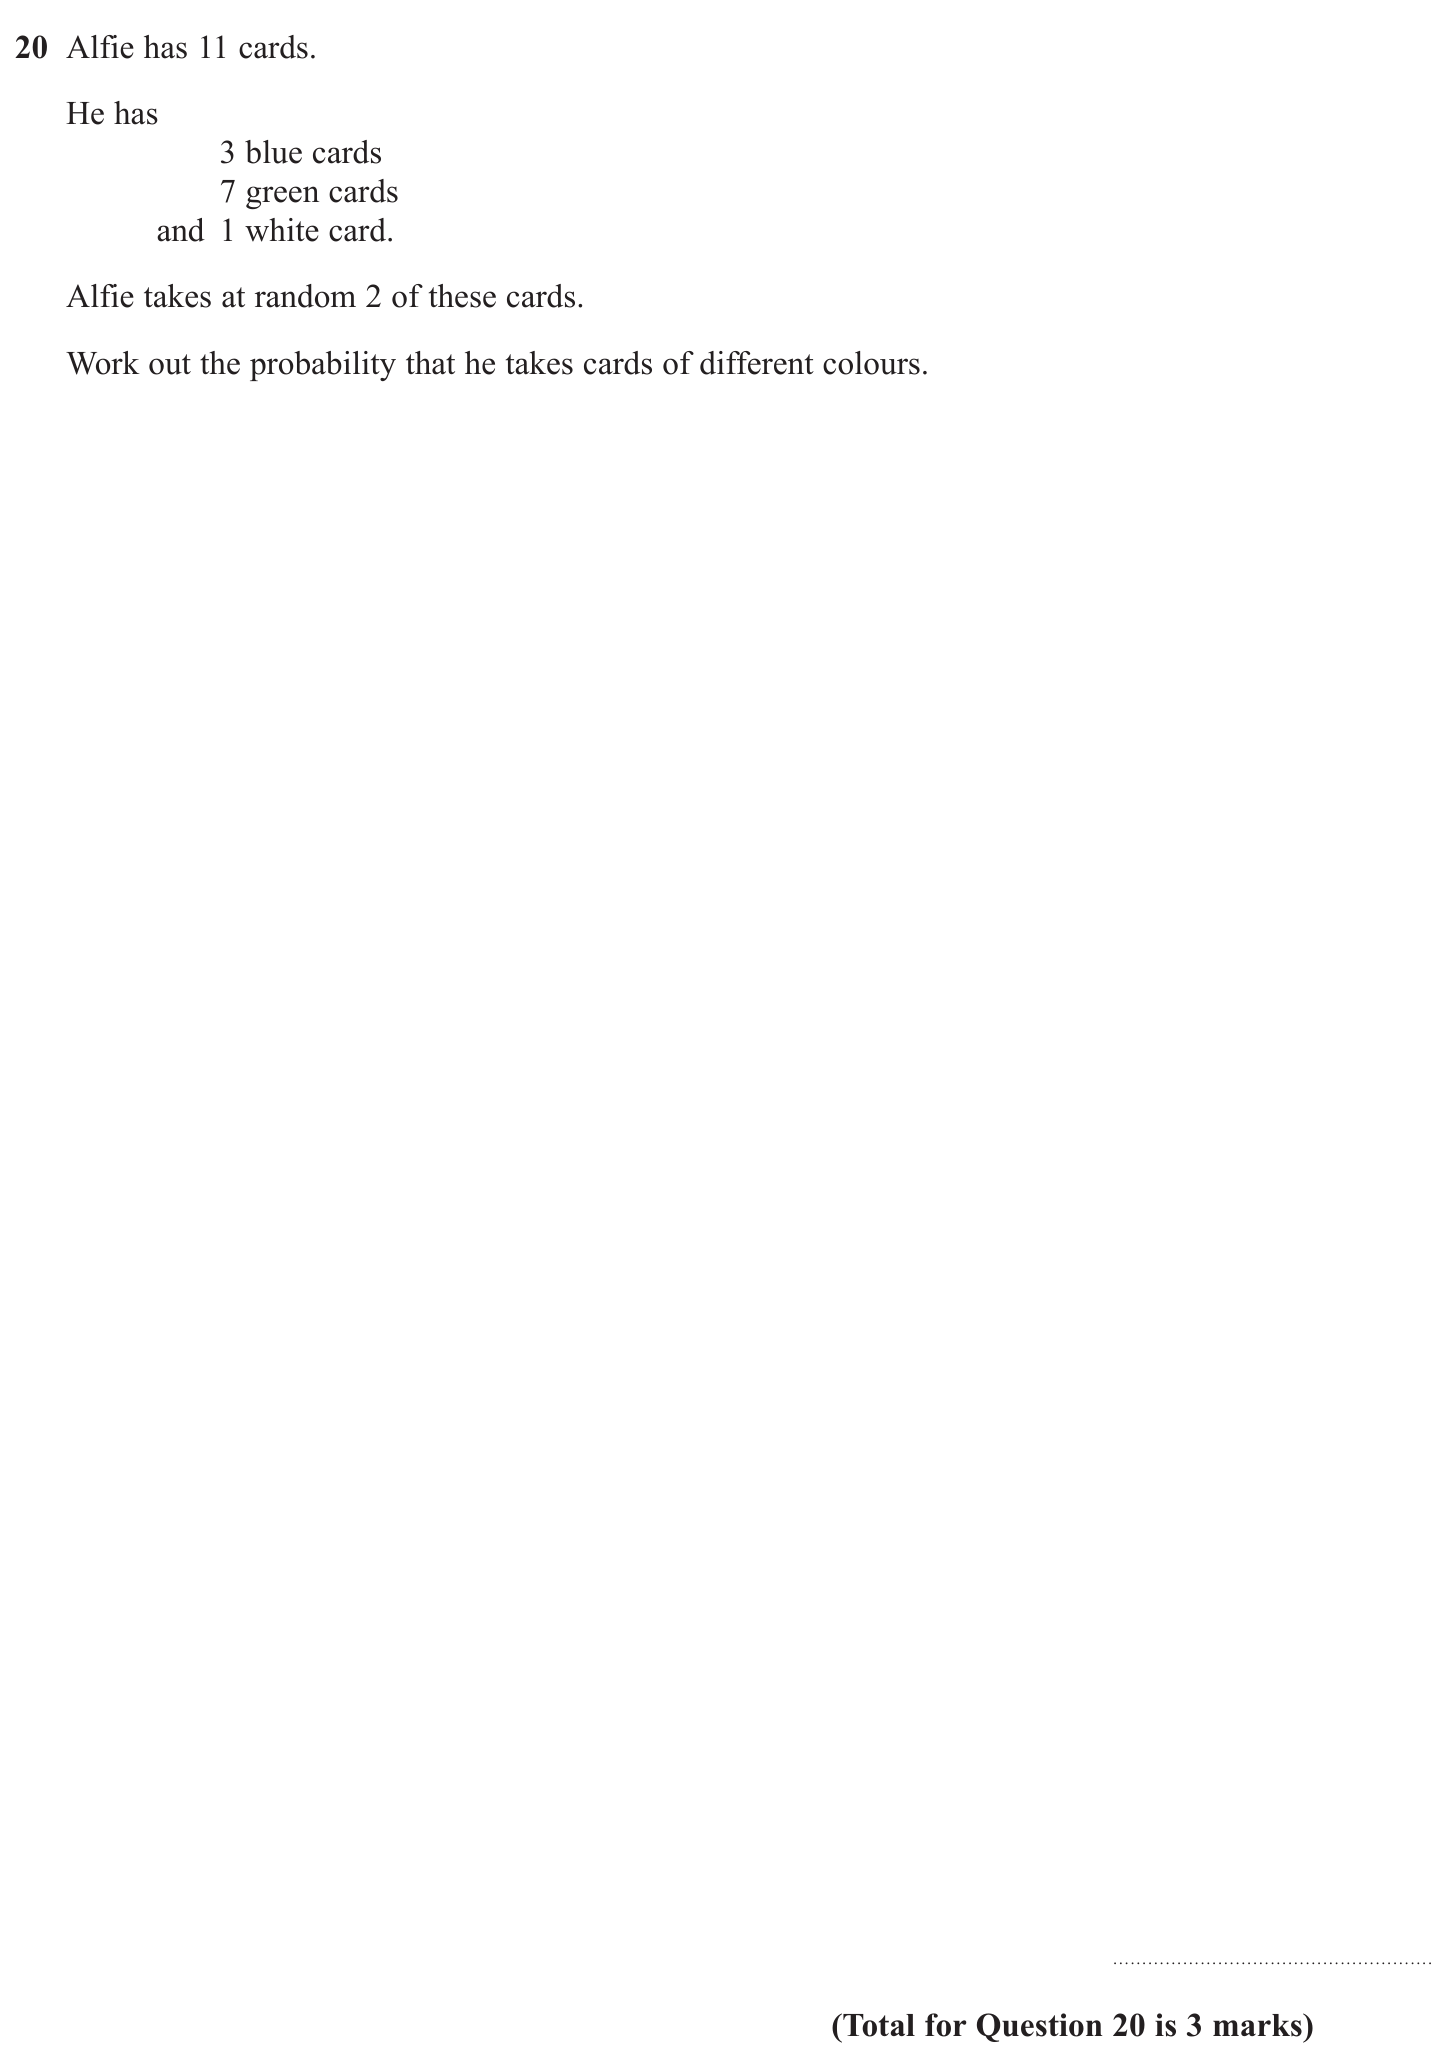 20 Alfie has 11 cards.
He has
3 blue cards
7 green cards
and 1 white card.
Alfie takes at random 2 of these cards.
Work out the probability that he takes cards of different colours.
(Total for Question 20 is 3 marks)